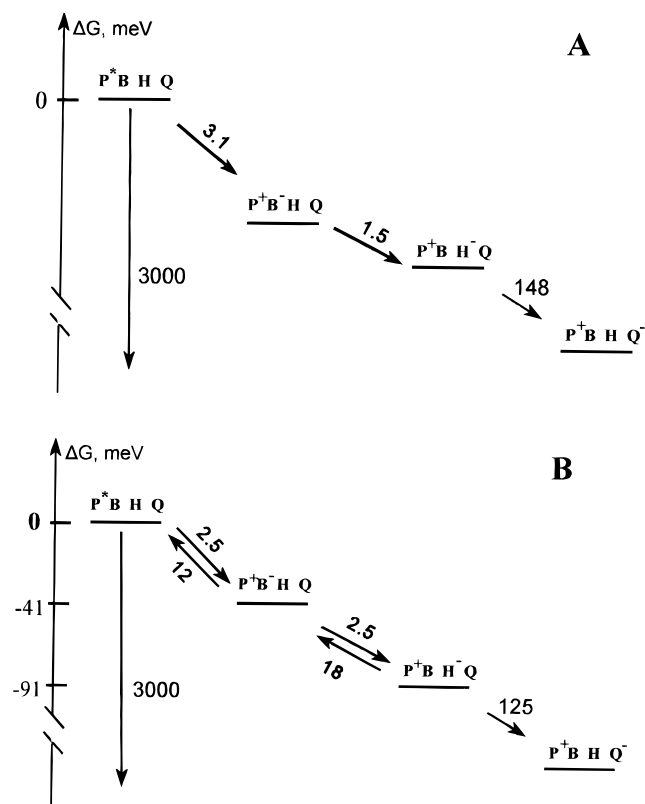 ΔG, meV
A
P*B H Q
0
3.1
P+B-H Q
1.5
P+B H-Q
3000
148
P+B H Q-
ΔG, meV
B
P*B H Q
0
2.5
12
P+B-H Q
-41
2.5
18
P+B H-Q
-91
3000
125
P+B H Q-